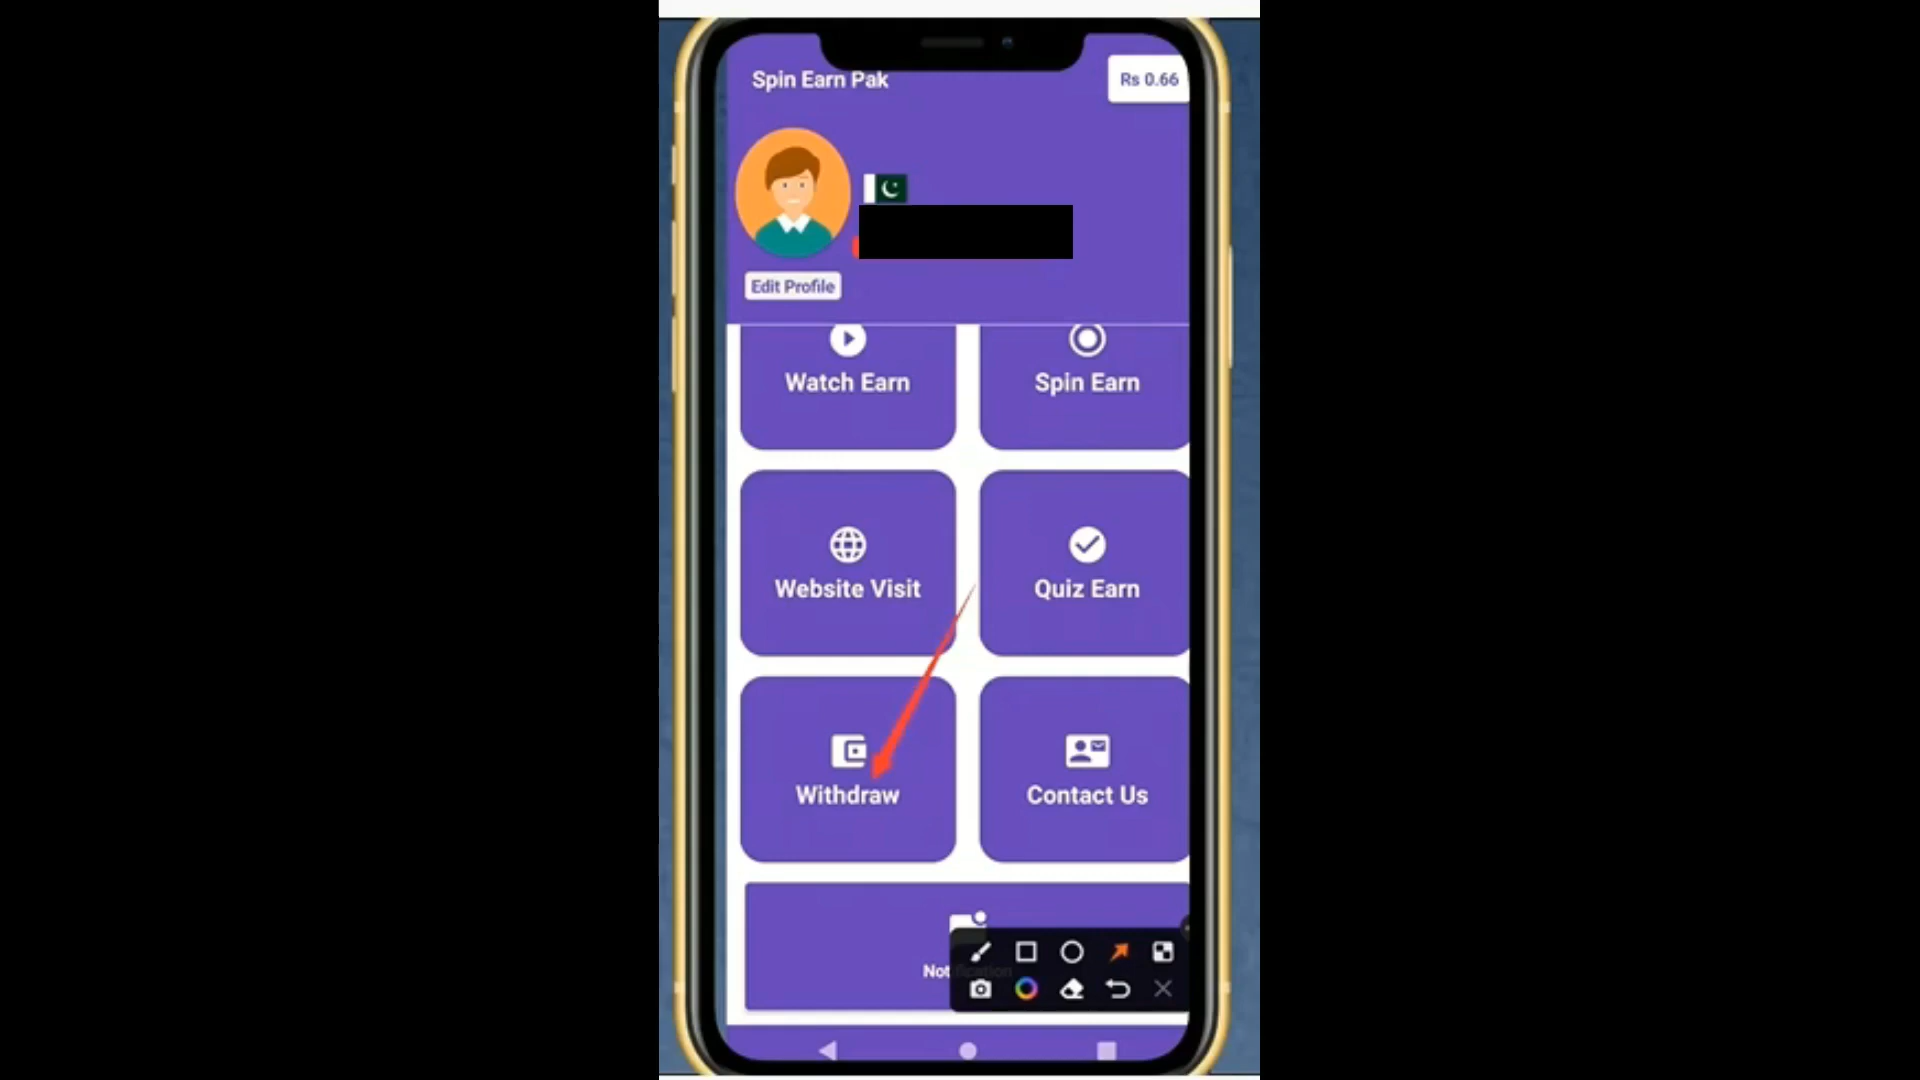 Spin Earn Pak
Rs 0.66
Edit Profile
Watch Earn
Spin Earn
Website Visit
Quiz Earn
Withdraw
Contact Us
Notification